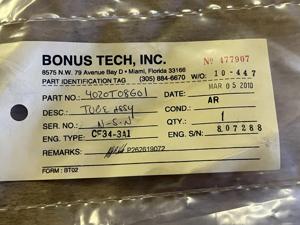 BONUS TECH, INC. Nº 477907
8575 N.W. 79 Avenue Bay D • Miami, Florida 33166
PART IDENTIFICATION TAG (305) 884-6670 W/O: 10-447
PART NO.: 4020T08G01 DATE: MAR 05 2010
DESC.: TUBE ASSY COND.: AR
SER. NO.: N-S-N QTY.: 1
ENG. TYPE: CF34-3A1 ENG. S/N: 807288
REMARKS: P262619072
FORM: BT02